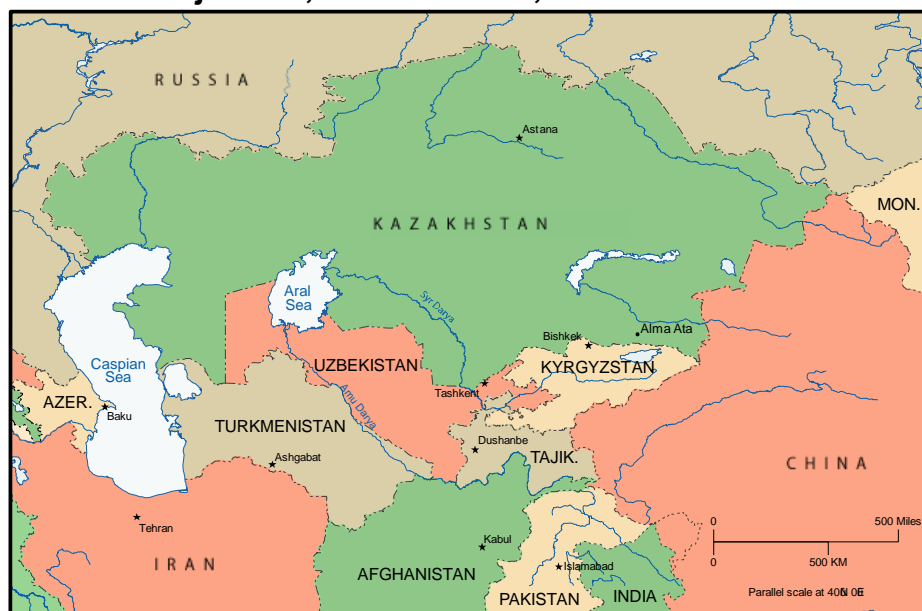 RUSSIA
Astana
MON.
KAZAKHSTAN
Aral
Sea
Syr Darya
Alma Ata
Bishkek
Caspian
Sea
UZBEKISTAN
KYRGYZSTAN
Tashkent
AZER.
Baku
Amu Darya
TURKMENISTAN
Dushanbe
TAJIK.
Ashgabat
CHINA
Tehran
0
500 Miles
Kabul
IRAN
500 KM
Islamabad
AFGHANISTAN
PAKISTAN
INDIA
Parallel scale at